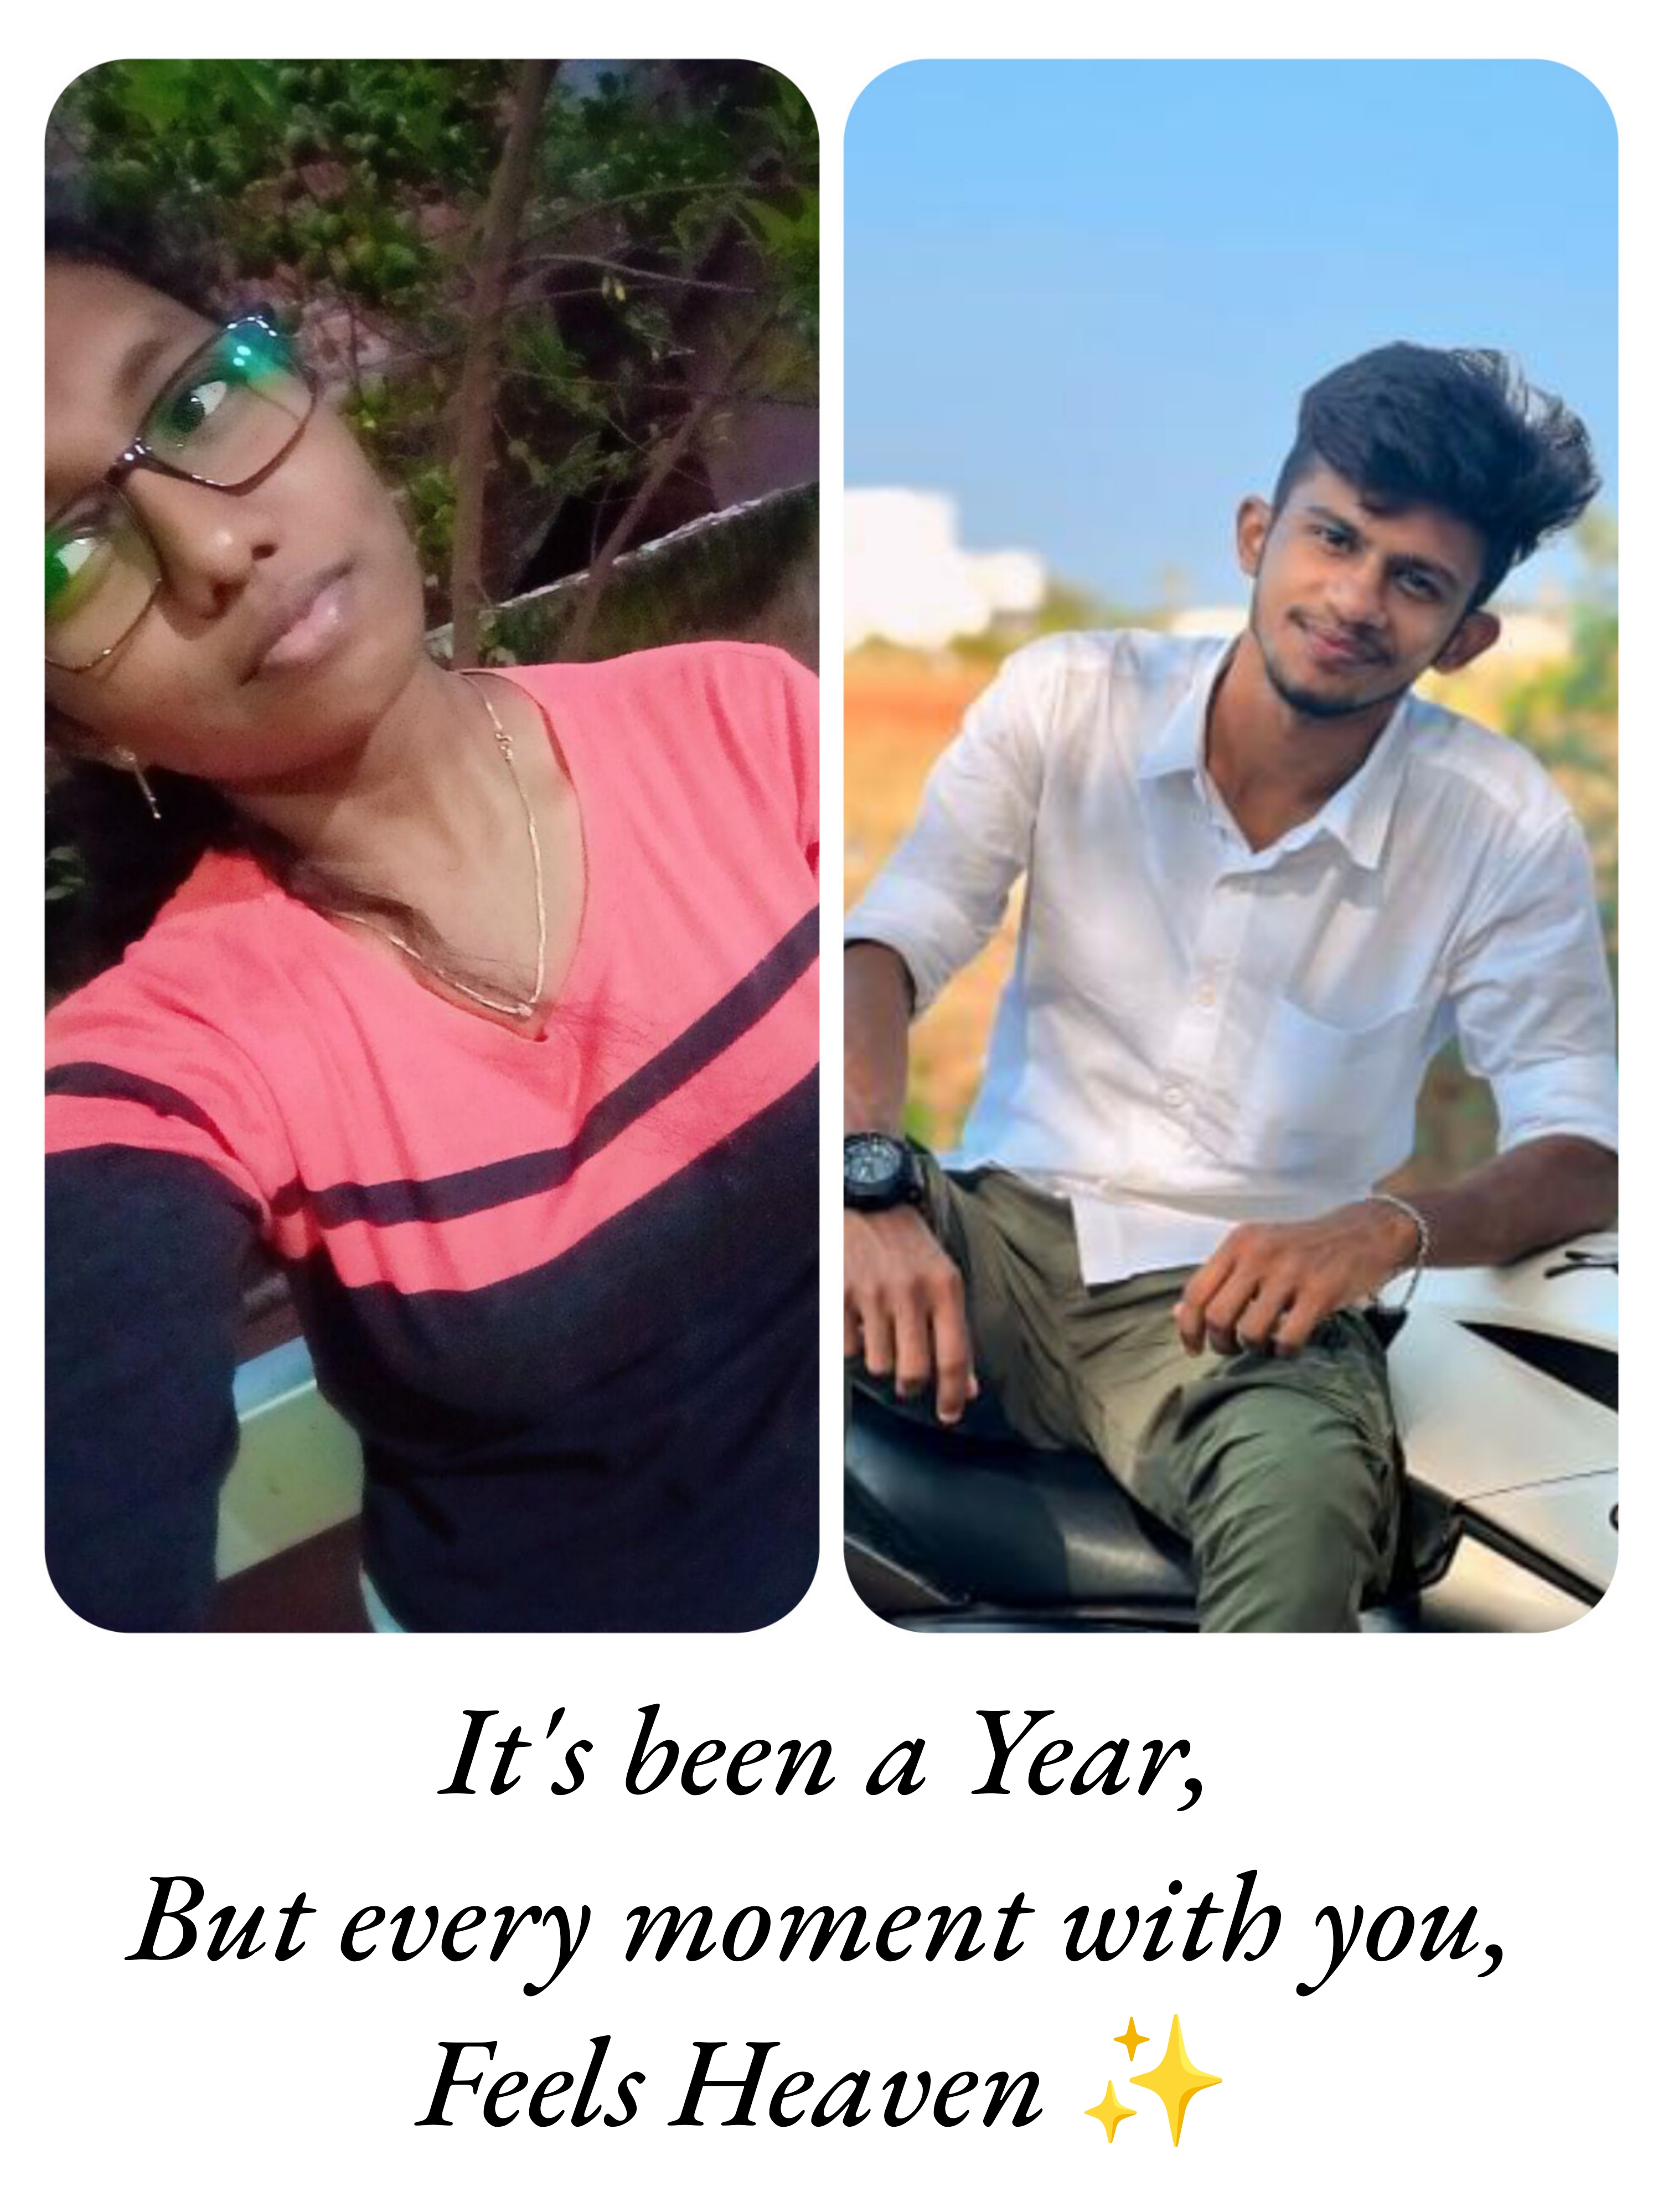 It's been a Year,
But every moment with you,
Feels Heaven ✨